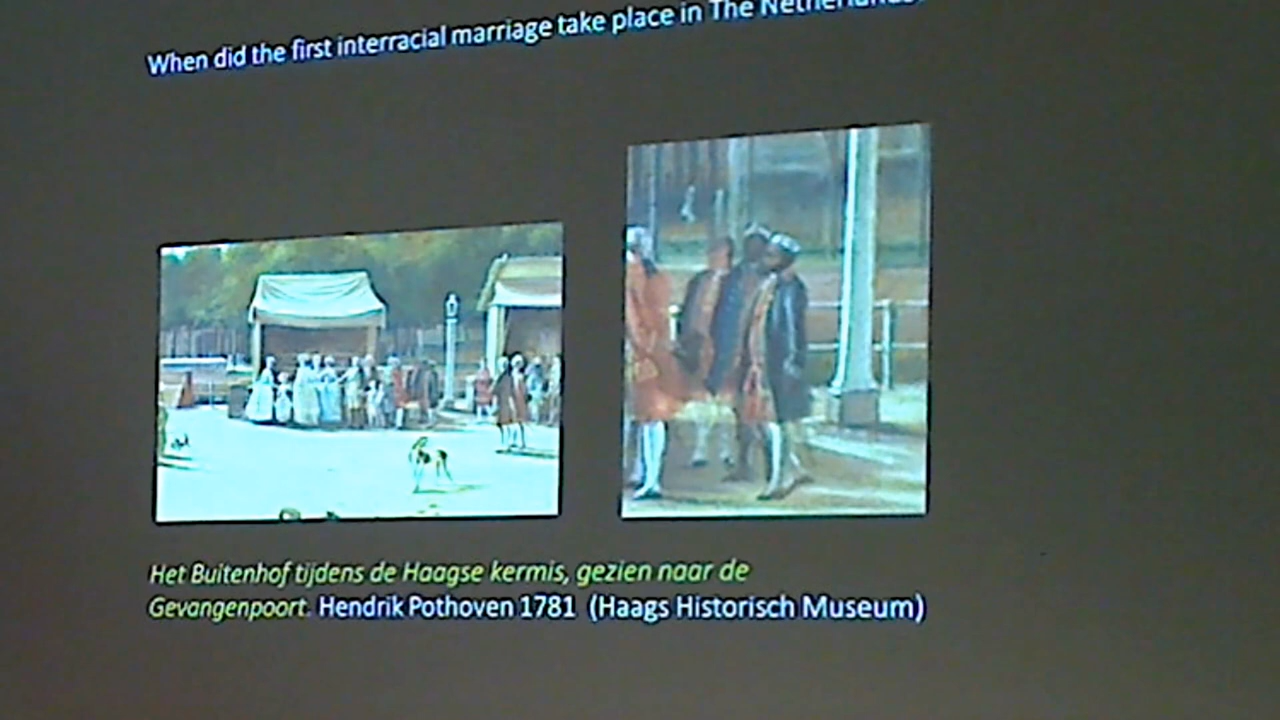 When did the first interracial marriage take place in The
Het Buitenhof tijdens de Haagse kermis, gezien naar de
Gevangenpoort. Hendrik Pothoven 1781 (Haags Historisch Museum)